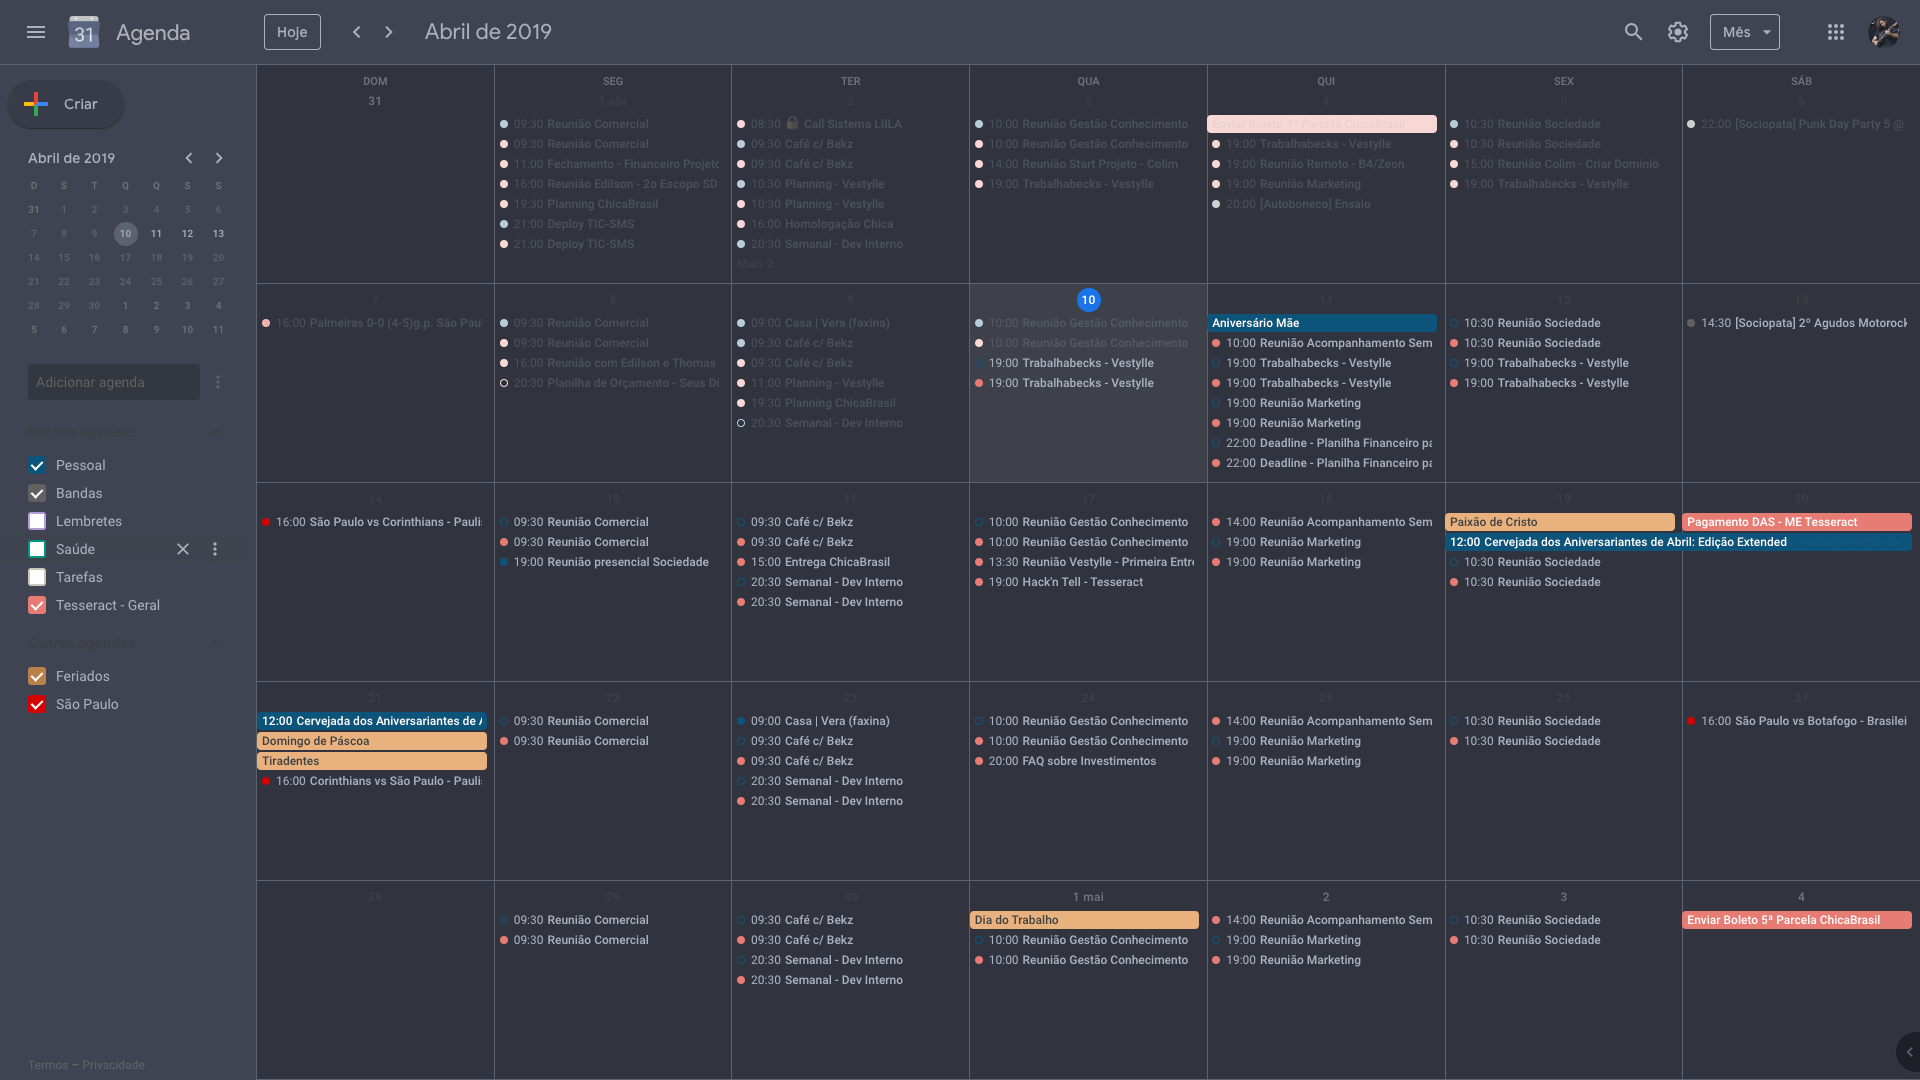 31
Agenda
Hoje
Abril de 2019
Mês
Criar
Abril de 2019
D S T Q Q S S
31 1 2 3 4 5 6
7 8 9 10 11 12 13
14 15 16 17 18 19 20
21 22 23 24 25 26 27
28 29 30 1 2 3 4
5 6 7 8 9 10 11
Adicionar agenda
Minhas agendas
Pessoal
Bandas
Lembretes
Saúde
Tarefas
Tesseract - Geral
Outras agendas
Feriados
São Paulo
Termos – Privacidade
DOM
SEG
TER
QUA
QUI
SEX
SÁB
31
1 abr
09:30 Reunião Comercial
09:30 Reunião Comercial
11:00 Fechamento - Financeiro Projeto
16:00 Reunião Edilson - 2o Escopo SD
19:30 Planning ChicaBrasil
21:00 Deploy TIC-SMS
21:00 Deploy TIC-SMS
2
08:30 🔒 Call Sistema LIILA
09:30 Café c/ Bekz
09:30 Café c/ Bekz
10:30 Planning - Vestylle
10:30 Planning - Vestylle
16:00 Homologação Chica
20:30 Semanal - Dev Interno
Mais 2
3
10:00 Reunião Gestão Conhecimento
10:00 Reunião Gestão Conhecimento
14:00 Reunião Start Projeto - Colim
19:00 Trabalhabecks - Vestylle
4
Enviar Boleto 4ª Parcela ChicaBrasil
19:00 Trabalhabecks - Vestylle
19:00 Reunião Remoto - B4/Zeon
19:00 Reunião Marketing
20:00 [Autoboneco] Ensaio
5
10:30 Reunião Sociedade
10:30 Reunião Sociedade
15:00 Reunião Colim - Criar Domínio
19:00 Trabalhabecks - Vestylle
6
22:00 [Sociopata] Punk Day Party 5 @
7
16:00 Palmeiras 0-0 (4-5)g.p. São Pau
8
09:30 Reunião Comercial
09:30 Reunião Comercial
16:00 Reunião com Edilson e Thomas
20:30 Planilha de Orçamento - Seus Di
9
09:00 Casa | Vera (faxina)
09:30 Café c/ Bekz
09:30 Café c/ Bekz
11:00 Planning - Vestylle
19:30 Planning ChicaBrasil
20:30 Semanal - Dev Interno
10
10:00 Reunião Gestão Conhecimento
10:00 Reunião Gestão Conhecimento
19:00 Trabalhabecks - Vestylle
19:00 Trabalhabecks - Vestylle
11
Aniversário Mãe
10:00 Reunião Acompanhamento Sem
19:00 Trabalhabecks - Vestylle
19:00 Trabalhabecks - Vestylle
19:00 Reunião Marketing
19:00 Reunião Marketing
22:00 Deadline - Planilha Financeiro pa
22:00 Deadline - Planilha Financeiro pa
12
10:30 Reunião Sociedade
10:30 Reunião Sociedade
19:00 Trabalhabecks - Vestylle
19:00 Trabalhabecks - Vestylle
13
14:30 [Sociopata] 2º Agudos Motorock
14
16:00 São Paulo vs Corinthians - Paulis
15
09:30 Reunião Comercial
09:30 Reunião Comercial
19:00 Reunião presencial Sociedade
16
09:30 Café c/ Bekz
09:30 Café c/ Bekz
15:00 Entrega ChicaBrasil
20:30 Semanal - Dev Interno
20:30 Semanal - Dev Interno
17
10:00 Reunião Gestão Conhecimento
10:00 Reunião Gestão Conhecimento
13:30 Reunião Vestylle - Primeira Entre
19:00 Hack'n Tell - Tesseract
18
14:00 Reunião Acompanhamento Sem
19:00 Reunião Marketing
19:00 Reunião Marketing
19
Paixão de Cristo
12:00 Cervejada dos Aniversariantes de Abril: Edição Extended
10:30 Reunião Sociedade
10:30 Reunião Sociedade
20
Pagamento DAS - ME Tesseract
21
12:00 Cervejada dos Aniversariantes de A
Domingo de Páscoa
Tiradentes
16:00 Corinthians vs São Paulo - Paulis
22
09:30 Reunião Comercial
09:30 Reunião Comercial
23
09:00 Casa | Vera (faxina)
09:30 Café c/ Bekz
09:30 Café c/ Bekz
20:30 Semanal - Dev Interno
20:30 Semanal - Dev Interno
24
10:00 Reunião Gestão Conhecimento
10:00 Reunião Gestão Conhecimento
20:00 FAQ sobre Investimentos
25
14:00 Reunião Acompanhamento Sem
19:00 Reunião Marketing
19:00 Reunião Marketing
26
10:30 Reunião Sociedade
10:30 Reunião Sociedade
27
16:00 São Paulo vs Botafogo - Brasilei
28
29
09:30 Reunião Comercial
09:30 Reunião Comercial
30
09:30 Café c/ Bekz
09:30 Café c/ Bekz
20:30 Semanal - Dev Interno
20:30 Semanal - Dev Interno
1 mai
Dia do Trabalho
10:00 Reunião Gestão Conhecimento
10:00 Reunião Gestão Conhecimento
2
14:00 Reunião Acompanhamento Sem
19:00 Reunião Marketing
19:00 Reunião Marketing
3
10:30 Reunião Sociedade
10:30 Reunião Sociedade
4
Enviar Boleto 5ª Parcela ChicaBrasil